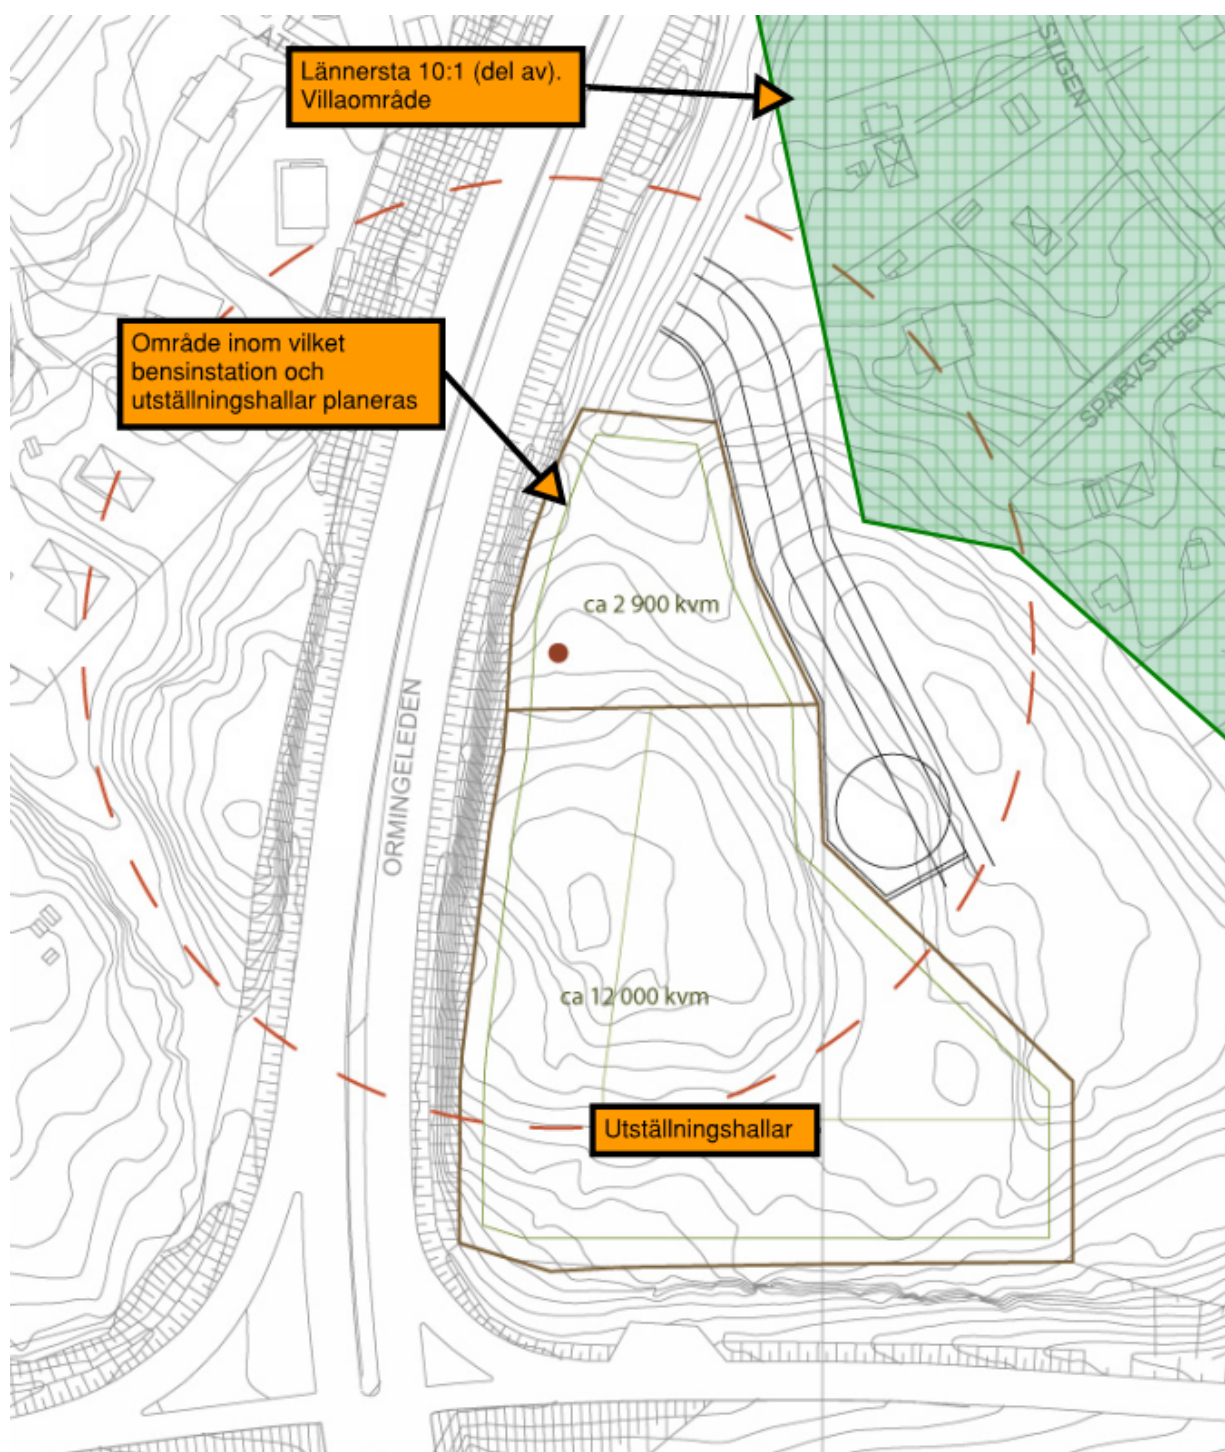 Lännersta 10:1 (del av).
Villaområde
STIGEN
Område inom vilket
bensinstation och
utställningshallar planeras
SPARVSTIGEN
ca 2 900 kvm
ORMINGELEDEN
ca 12 000 kvm
Utställningshallar